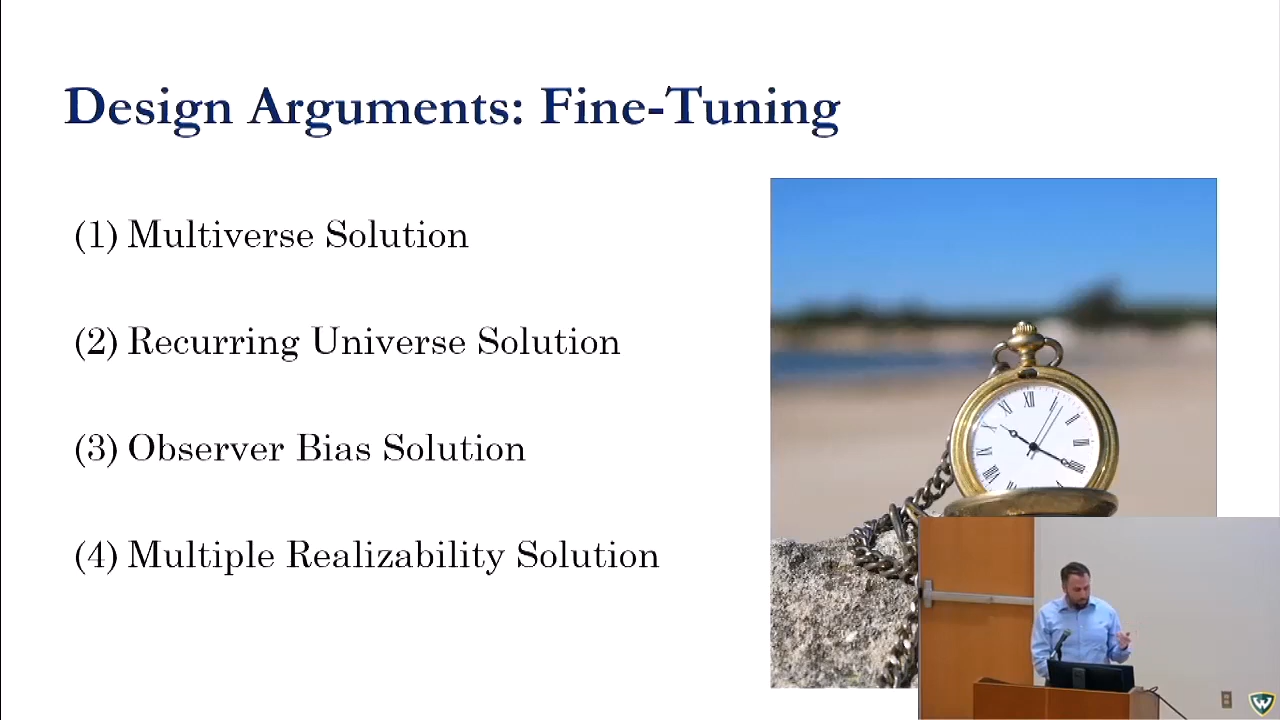 Design Arguments: Fine-Tuning
(1) Multiverse Solution
(2) Recurring Universe Solution
(3) Observer Bias Solution
(4) Multiple Realizability Solution